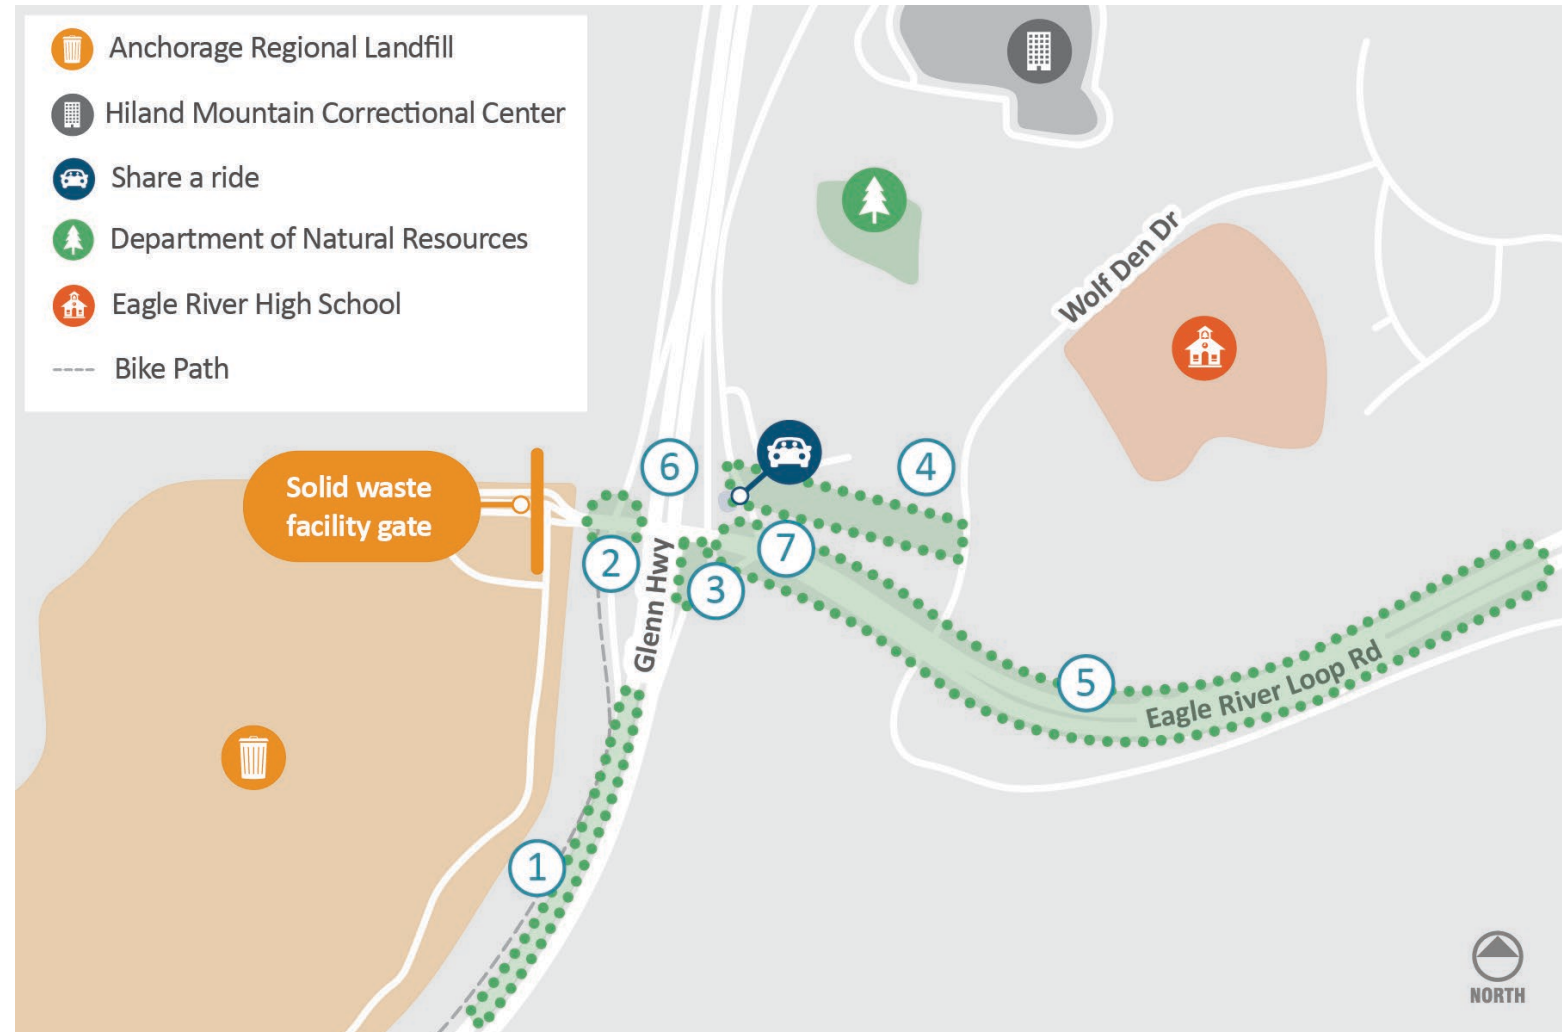 Anchorage Regional Landfill
Hiland Mountain Correctional Center
Share a ride
Department of Natural Resources
Eagle River High School
Bike Path
Wolf Den Dr
Solid waste
facility gate
6
4
2
3
7
Glenn Hwy
5
Eagle River Loop Rd
1
NORTH